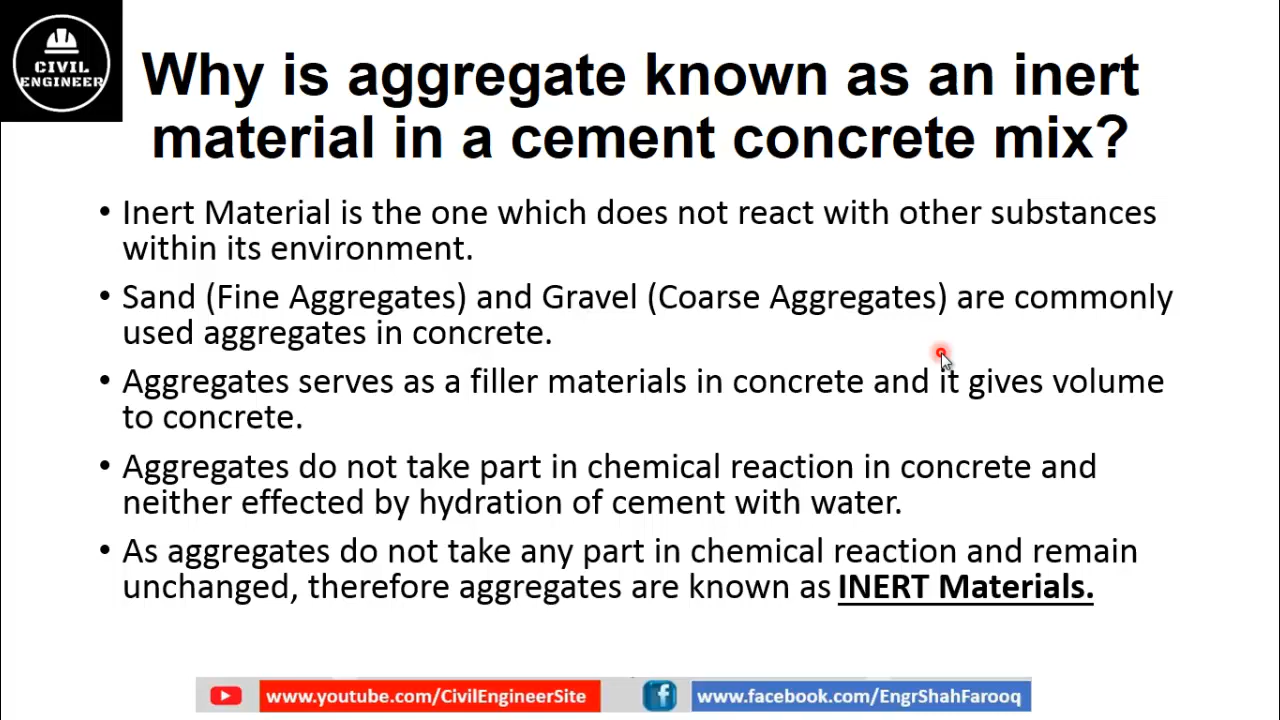 CIVIL
ENGINEER
Why is aggregate known as an inert
material in a cement concrete mix?
• Inert Material is the one which does not react with other substances
within its environment.
• Sand (Fine Aggregates) and Gravel (Coarse Aggregates) are commonly
used aggregates in concrete.
• Aggregates serves as a filler materials in concrete and it gives volume
to concrete.
• Aggregates do not take part in chemical reaction in concrete and
neither effected by hydration of cement with water.
• As aggregates do not take any part in chemical reaction and remain
unchanged, therefore aggregates are known as INERT Materials.
www.youtube.com/CivilEngineerSite
www.facebook.com/EngrShahFarooq